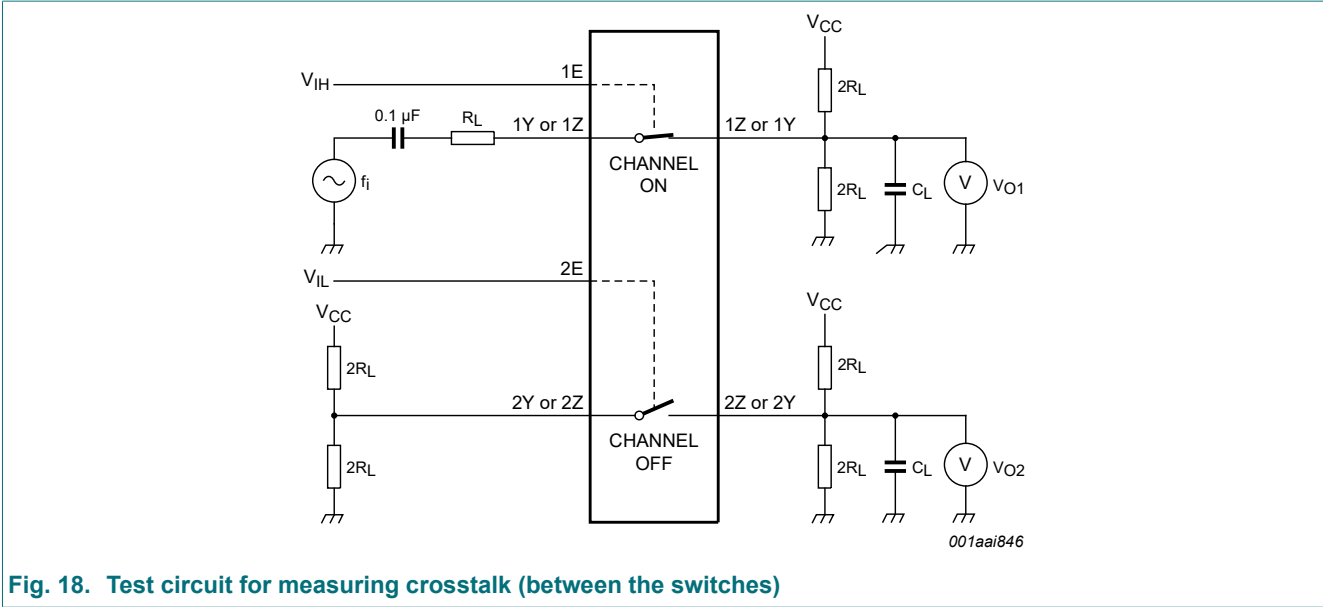 VCC
1E
VIH
2RL
0.1 µF
RL
1Y or 1Z
1Z or 1Y
fi
CHANNEL
ON
2RL
CL
V
VO1
2E
VIL
VCC
VCC
2RL
2RL
2Y or 2Z
2Z or 2Y
CHANNEL
OFF
2RL
2RL
CL
V
VO2
001aai846
Fig. 18. Test circuit for measuring crosstalk (between the switches)